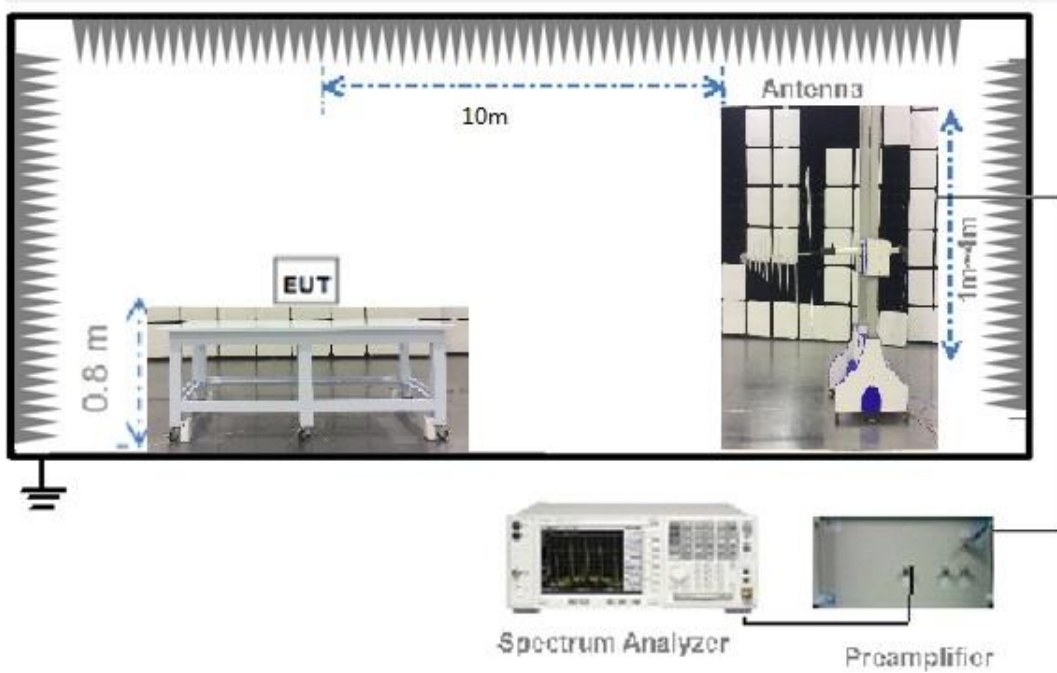 Antenna
10m
1m~4m
EUT
0.8 m
Spectrum Analyzer
Preamplifier